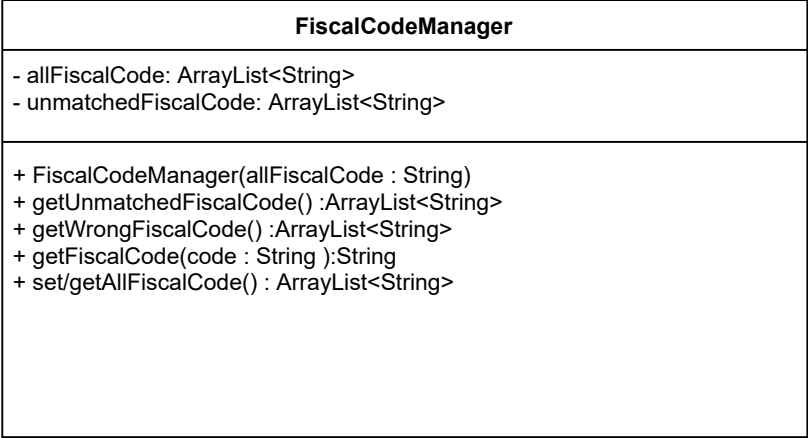 FiscalCodeManager
- allFiscalCode: ArrayList<String>
- unmatchedFiscalCode: ArrayList<String>
+ FiscalCodeManager(allFiscalCode : String)
+ getUnmatchedFiscalCode() :ArrayList<String>
+ getWrongFiscalCode() :ArrayList<String>
+ getFiscalCode(code : String ):String
+ set/getAllFiscalCode() : ArrayList<String>